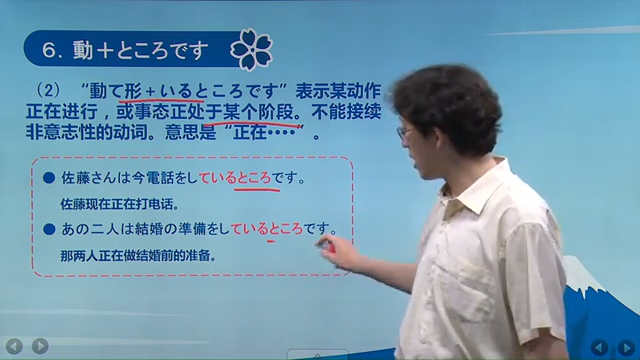 6. 動＋ところです
（2）“動て形＋いるところです”表示某动作
正在进行，或事态正处于某个阶段。不能接续
非意志性的动词。意思是“正在····”。
● 佐藤さんは今電話をしているところです。
佐藤现在正在打电话。
● あの二人は結婚の準備をしているところです。
那两人正在做结婚前的准备。